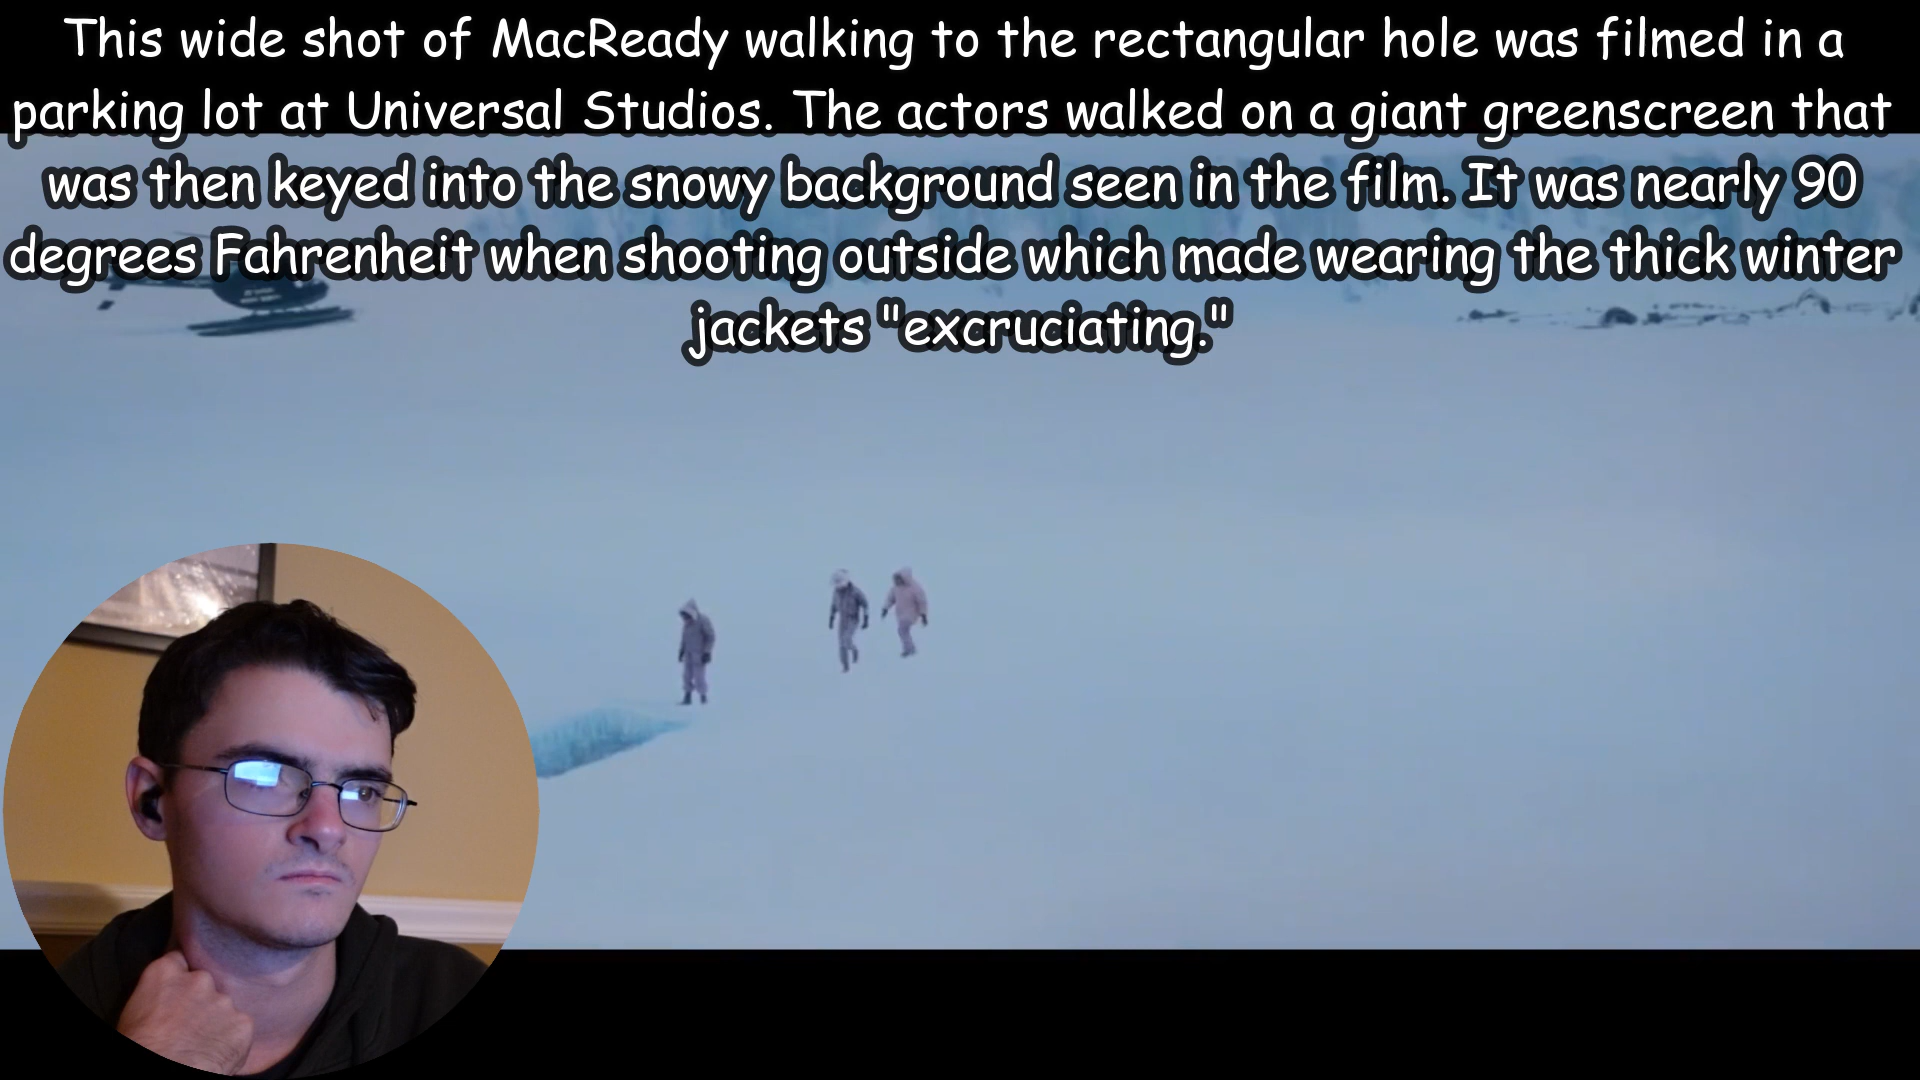 This wide shot of MacReady walking to the rectangular hole was filmed in a
parking lot at Universal Studios. The actors walked on a giant greenscreen that
was then keyed into the snowy background seen in the film. It was nearly 90
degrees Fahrenheit when shooting outside which made wearing the thick winter
jackets "excruciating."